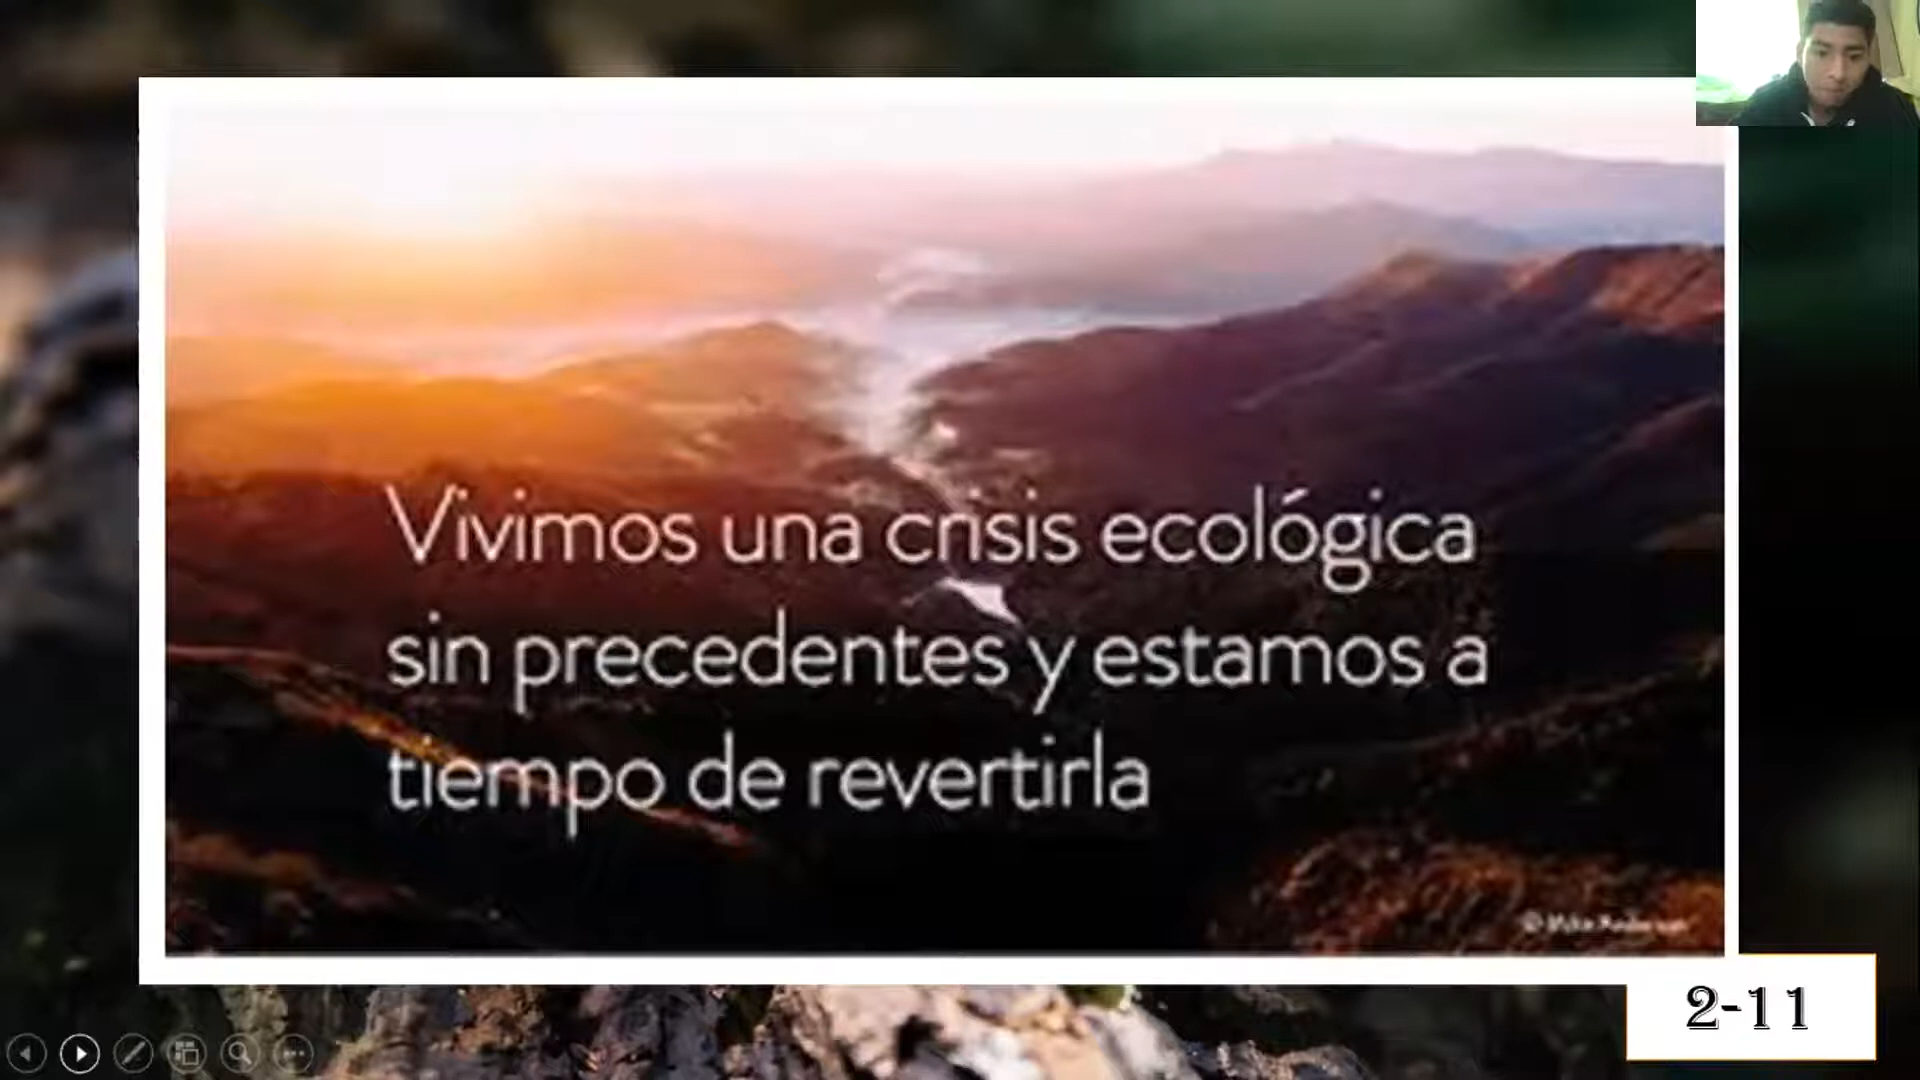 Vivimos una crisis ecológica
sin precedentes y estamos a
tiempo de revertirla
2-11